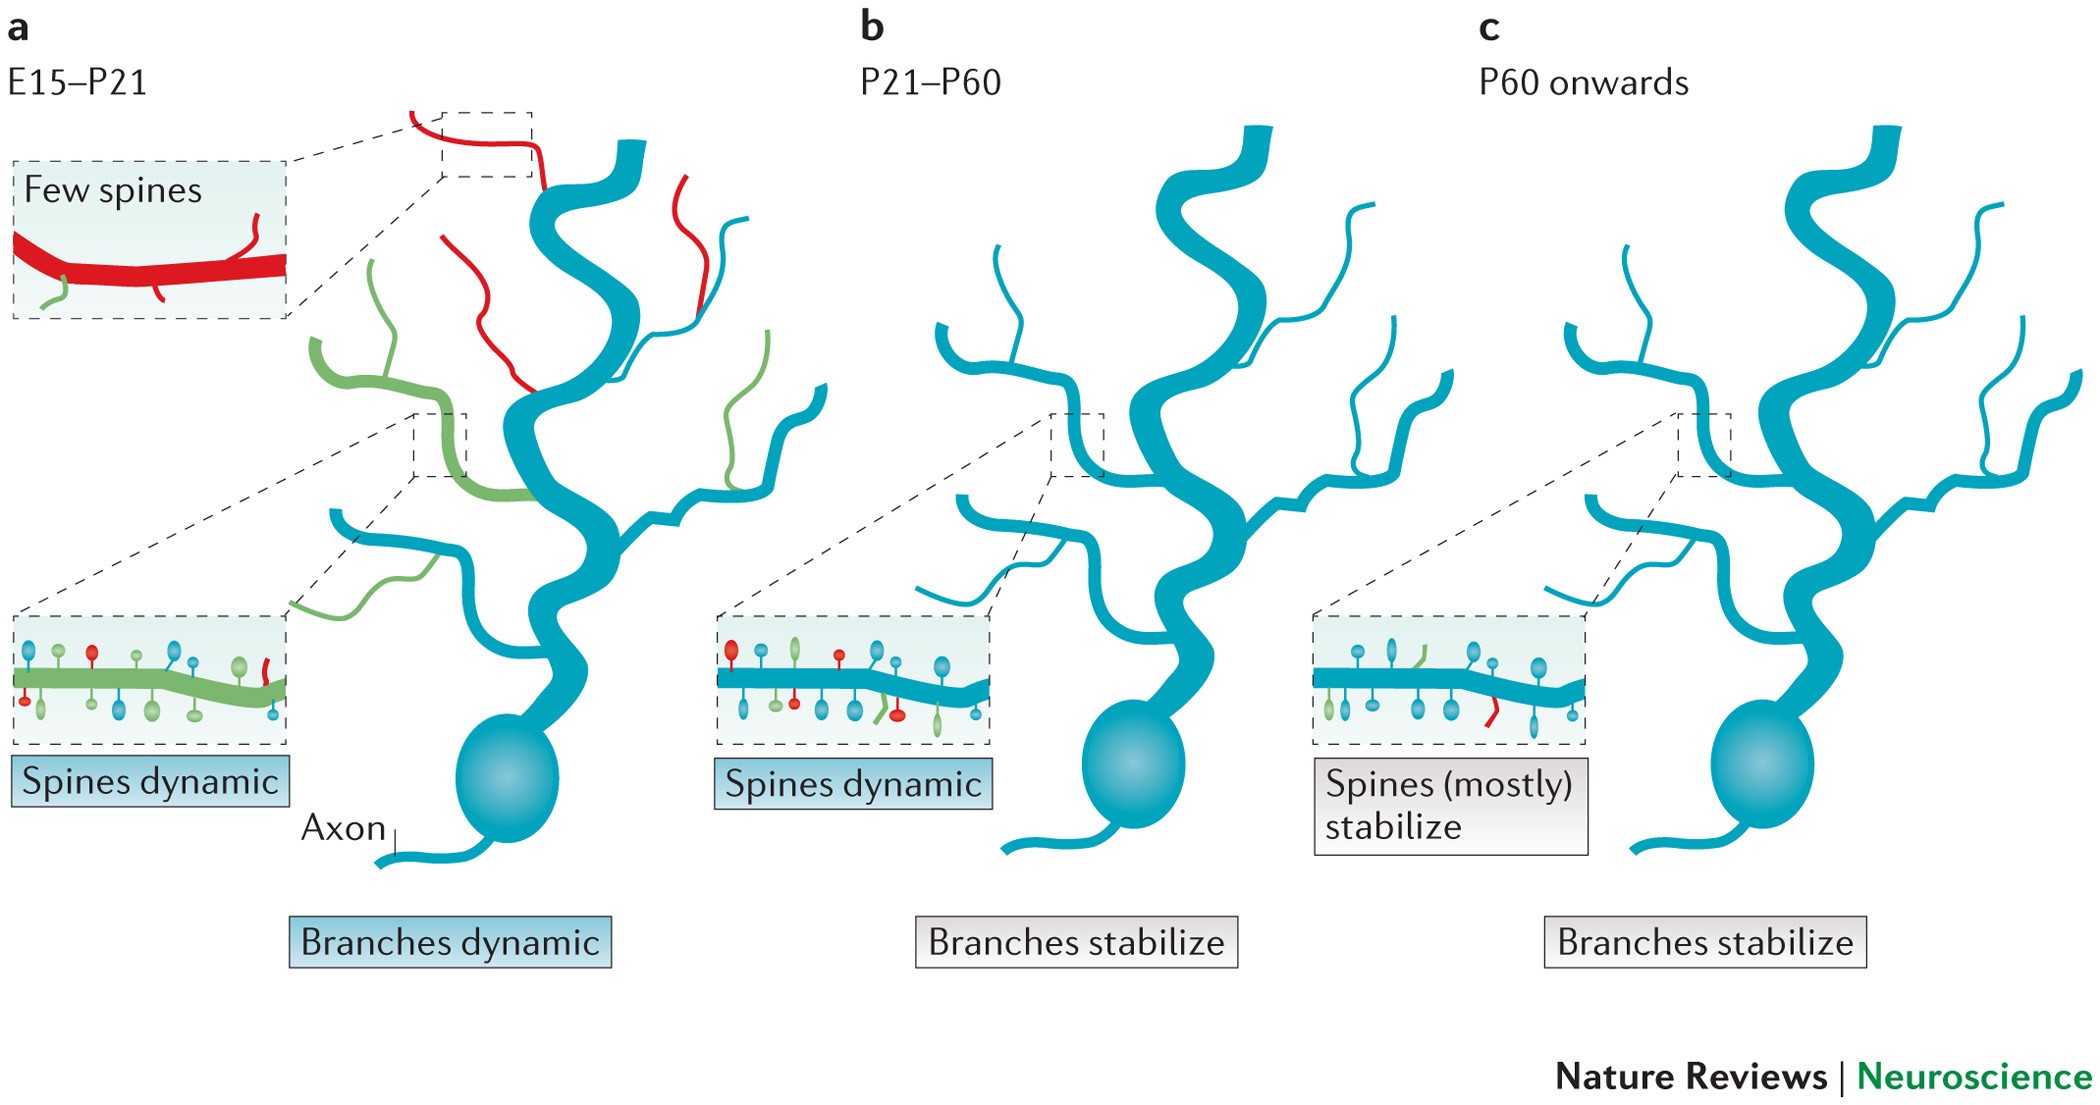 a
E15–P21
Few spines
Spines dynamic
Axon
Branches dynamic
b
P21–P60
Spines dynamic
Branches stabilize
c
P60 onwards
Spines (mostly)
stabilize
Branches stabilize
Nature Reviews | Neuroscience